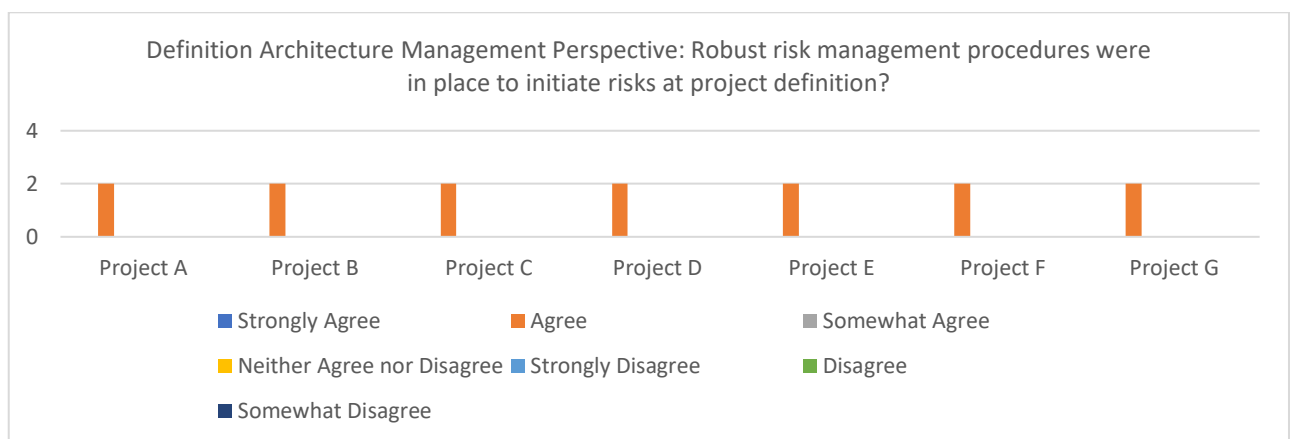 Definition Architecture Management Perspective: Robust risk management procedures were
in place to initiate risks at project definition?
4
2
0
Project A Project B Project C Project D Project E Project F Project G
Strongly Agree Agree Somewhat Agree
Neither Agree nor Disagree Strongly Disagree Disagree
Somewhat Disagree